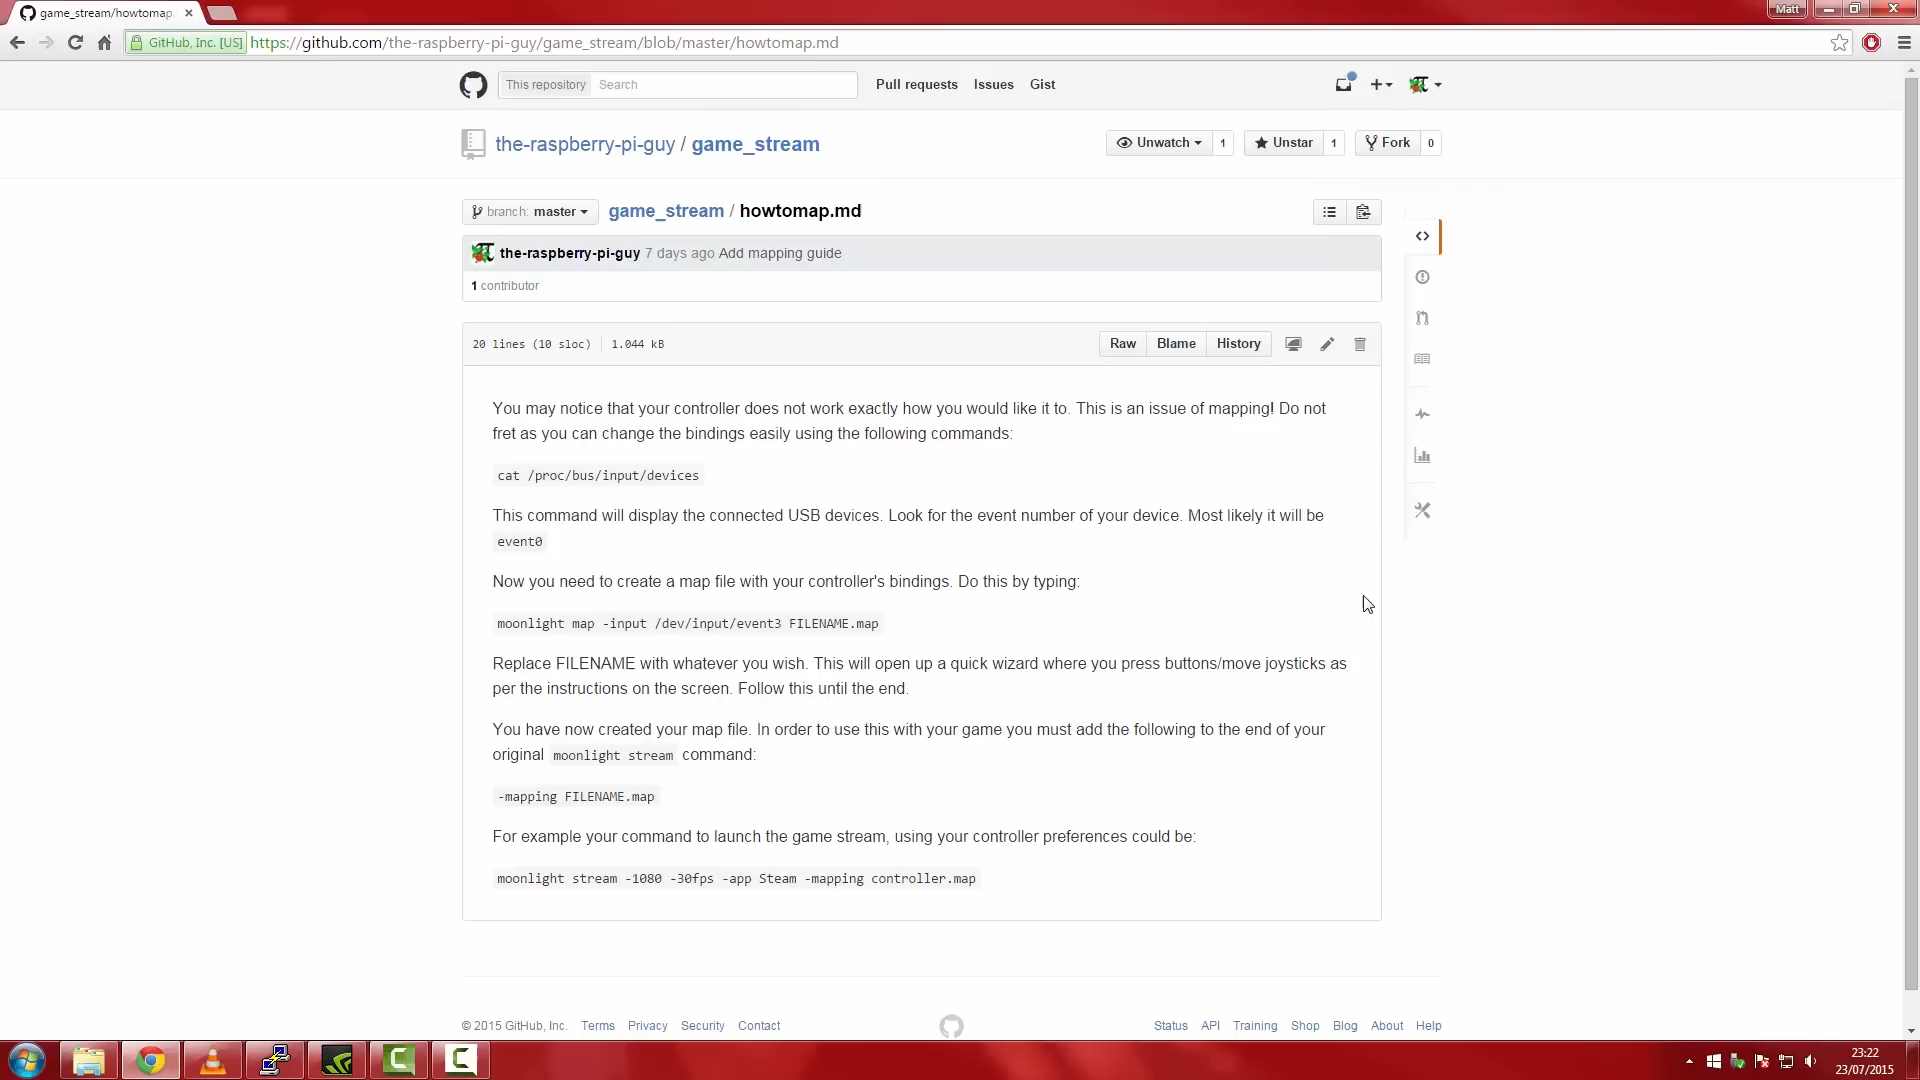 game_stream/howtomap.
Matt
GitHub, Inc. [US] https://github.com/the-raspberry-pi-guy/game_stream/blob/master/howtomap.md
This repository Search Pull requests Issues Gist
the-raspberry-pi-guy / game_stream
Unwatch 1 Unstar 1 Fork 0
branch: master game_stream / howtomap.md
the-raspberry-pi-guy 7 days ago Add mapping guide
1 contributor
20 lines (10 sloc) 1.044 kB Raw Blame History
You may notice that your controller does not work exactly how you would like it to. This is an issue of mapping! Do not
fret as you can change the bindings easily using the following commands:
cat /proc/bus/input/devices
This command will display the connected USB devices. Look for the event number of your device. Most likely it will be
event0
Now you need to create a map file with your controller's bindings. Do this by typing:
moonlight map -input /dev/input/event3 FILENAME.map
Replace FILENAME with whatever you wish. This will open up a quick wizard where you press buttons/move joysticks as
per the instructions on the screen. Follow this until the end.
You have now created your map file. In order to use this with your game you must add the following to the end of your
original moonlight stream command:
-mapping FILENAME.map
For example your command to launch the game stream, using your controller preferences could be:
moonlight stream -1080 -30fps -app Steam -mapping controller.map
© 2015 GitHub, Inc. Terms Privacy Security Contact Status API Training Shop Blog About Help
23:22
23/07/2015